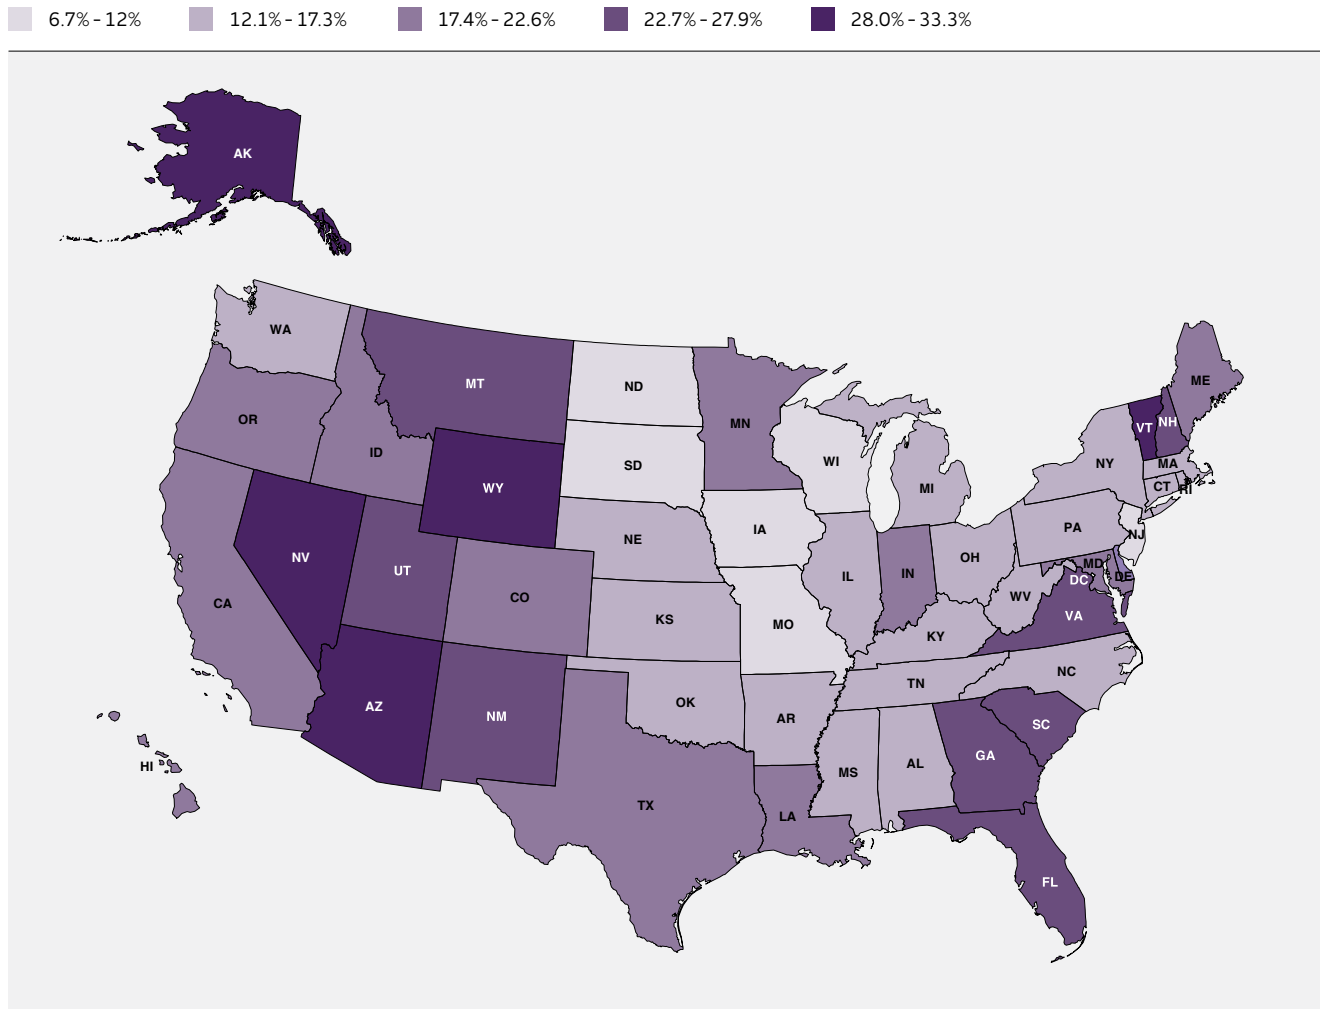 6.7% – 12% 12.1% – 17.3% 17.4% – 22.6% 22.7% – 27.9% 28.0% – 33.3%
AK
WA
MT
ND
ME
OR
MN
VT
NH
ID
SD
WI
NY
MA
WY
MI
CT
RI
IA
PA
NJ
NE
NV
UT
OH
MD
IN
IL
DE
DC
CO
WV
CA
VA
KS
MO
KY
NC
TN
OK
AZ
NM
AR
SC
GA
AL
HI
MS
TX
LA
FL